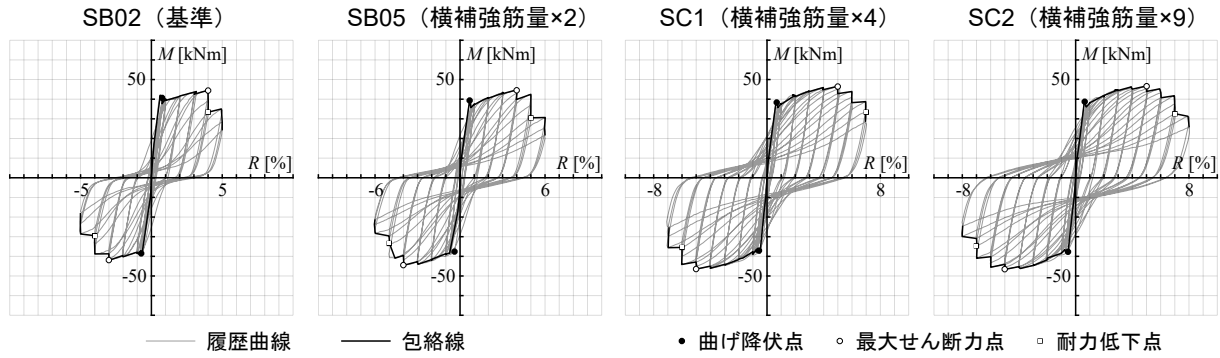 SB02（基準） SB05（横補強筋量×2） SC1（横補強筋量×4） SC2（横補強筋量×9）
M [kNm] M [kNm] M [kNm] M [kNm]
50 50 50 50
R [%] R [%] R [%] R [%]
-5 5 -6 6 -8 8 -8 8
-50 -50 -50 -50
履歴曲線 包絡線 曲げ降伏点 最大せん断力点 耐力低下点